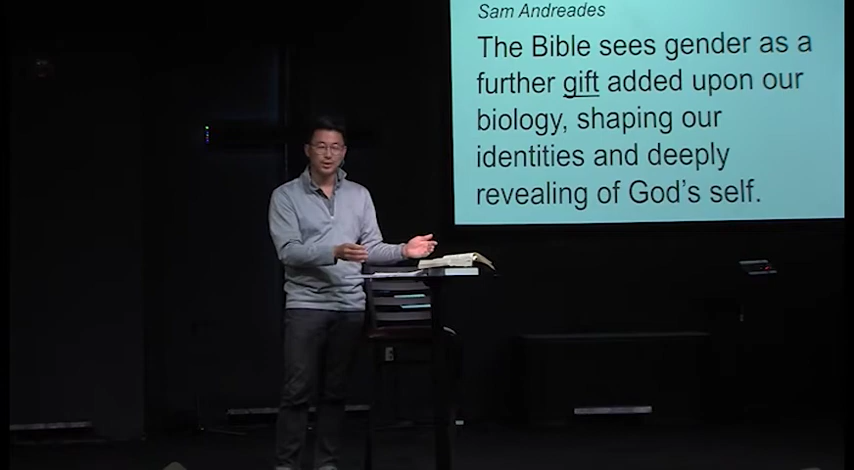 Sam Andreades
The Bible sees gender as a
further gift added upon our
biology, shaping our
identities and deeply
revealing of God's self.